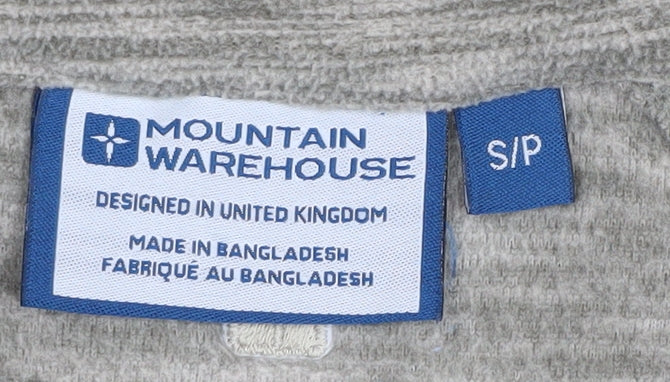 MOUNTAIN
WAREHOUSE
DESIGNED IN UNITED KINGDOM
MADE IN BANGLADESH
FABRIQUÉ AU BANGLADESH
S/P